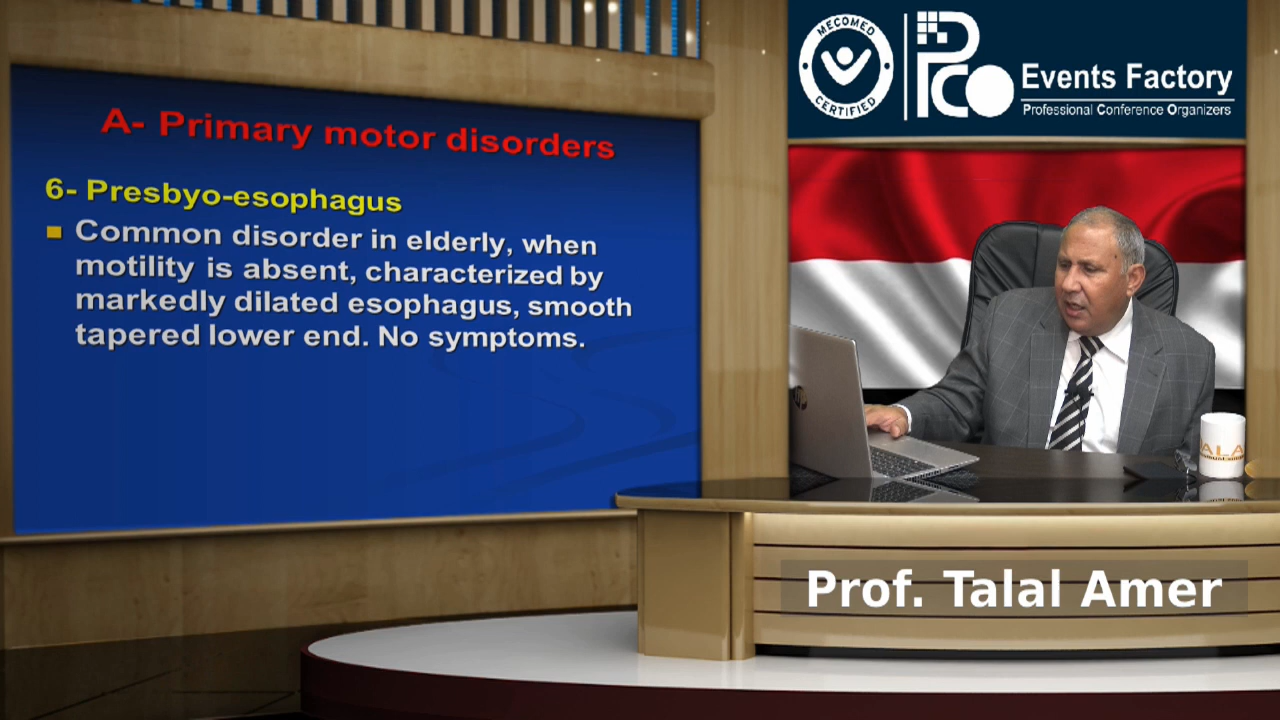 A- Primary motor disorders
6- Presbyo-esophagus
Common disorder in elderly, when
motility is absent, characterized by
markedly dilated esophagus, smooth
tapered lower end. No symptoms.
MECOMED
CERTIFIED
PCO
Events Factory
Professional Conference Organizers
Prof. Talal Amer